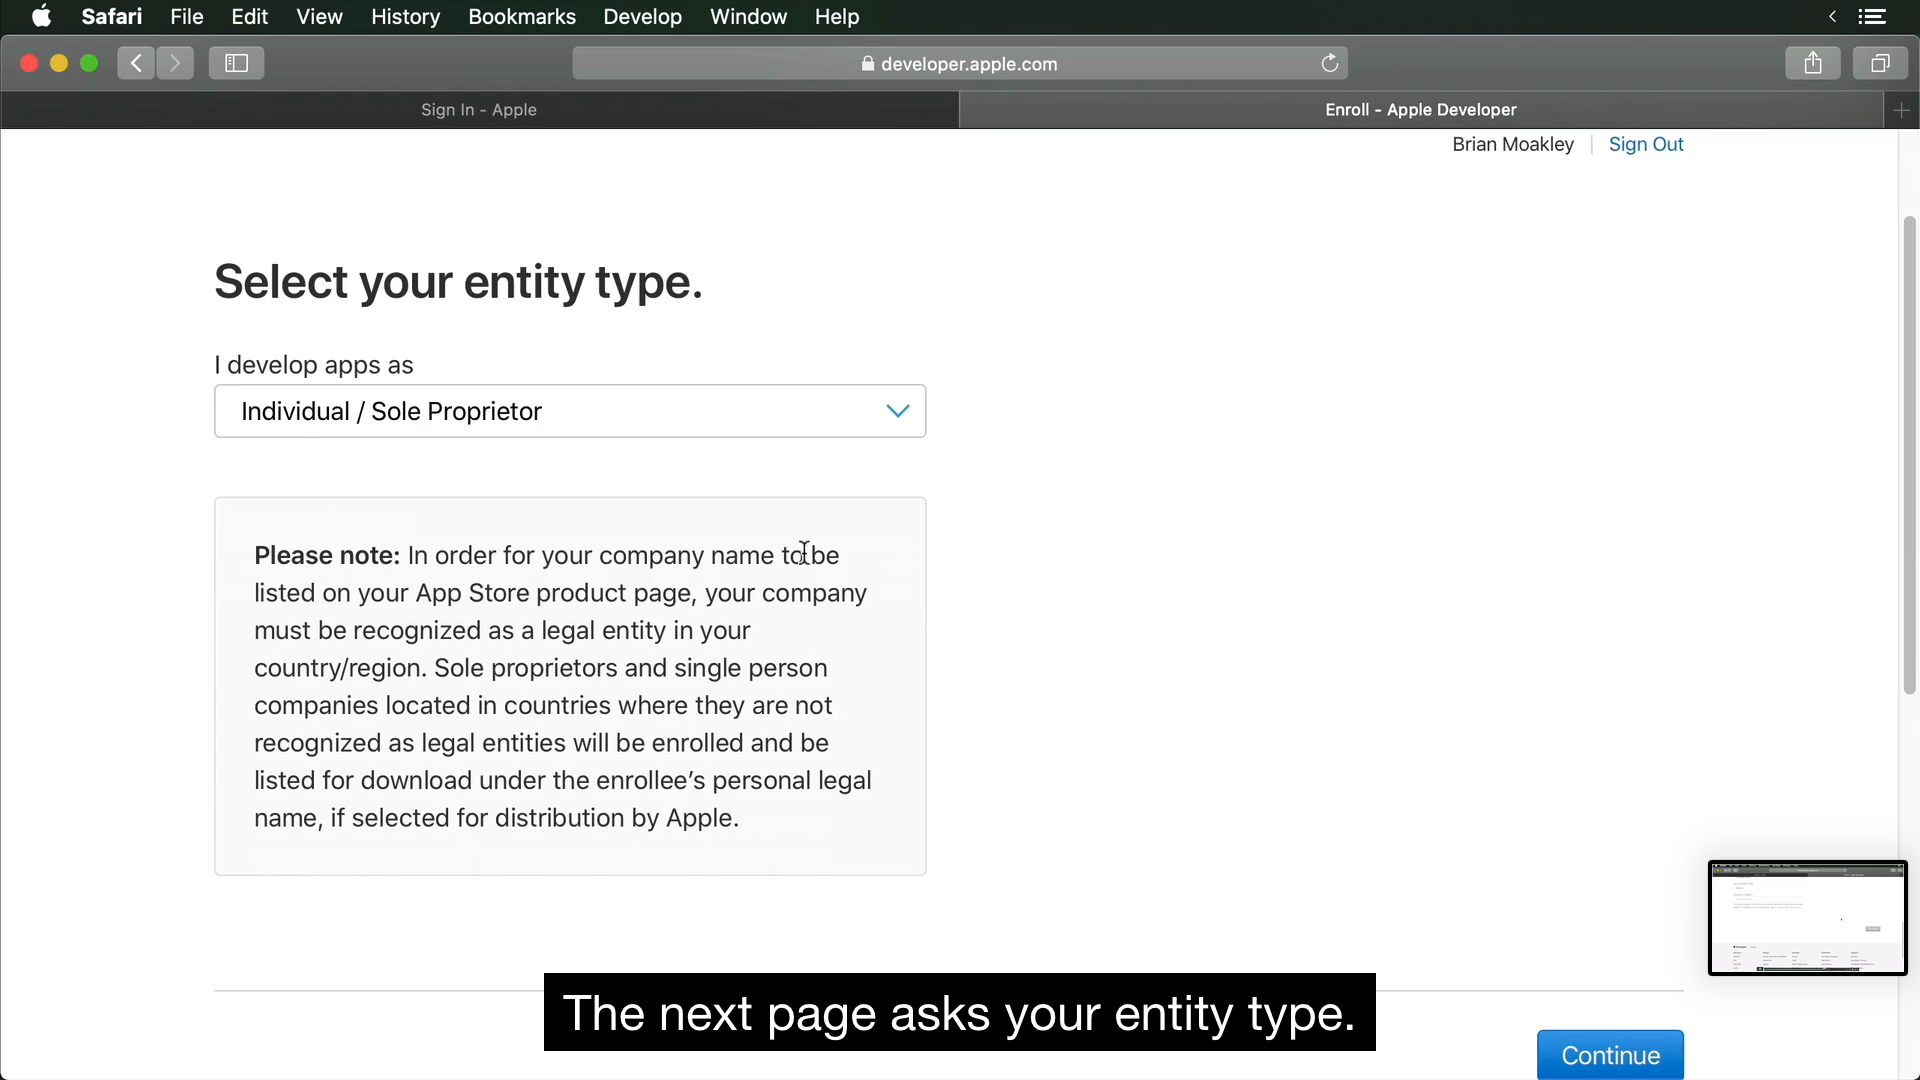 Safari File Edit View History Bookmarks Develop Window Help
developer.apple.com
Sign In - Apple
Enroll - Apple Developer
Brian Moakley
Sign Out
Select your entity type.
I develop apps as
Individual / Sole Proprietor
Please note: In order for your company name to be
listed on your App Store product page, your company
must be recognized as a legal entity in your
country/region. Sole proprietors and single person
companies located in countries where they are not
recognized as legal entities will be enrolled and be
listed for download under the enrollee’s personal legal
name, if selected for distribution by Apple.
The next page asks your entity type.
Continue